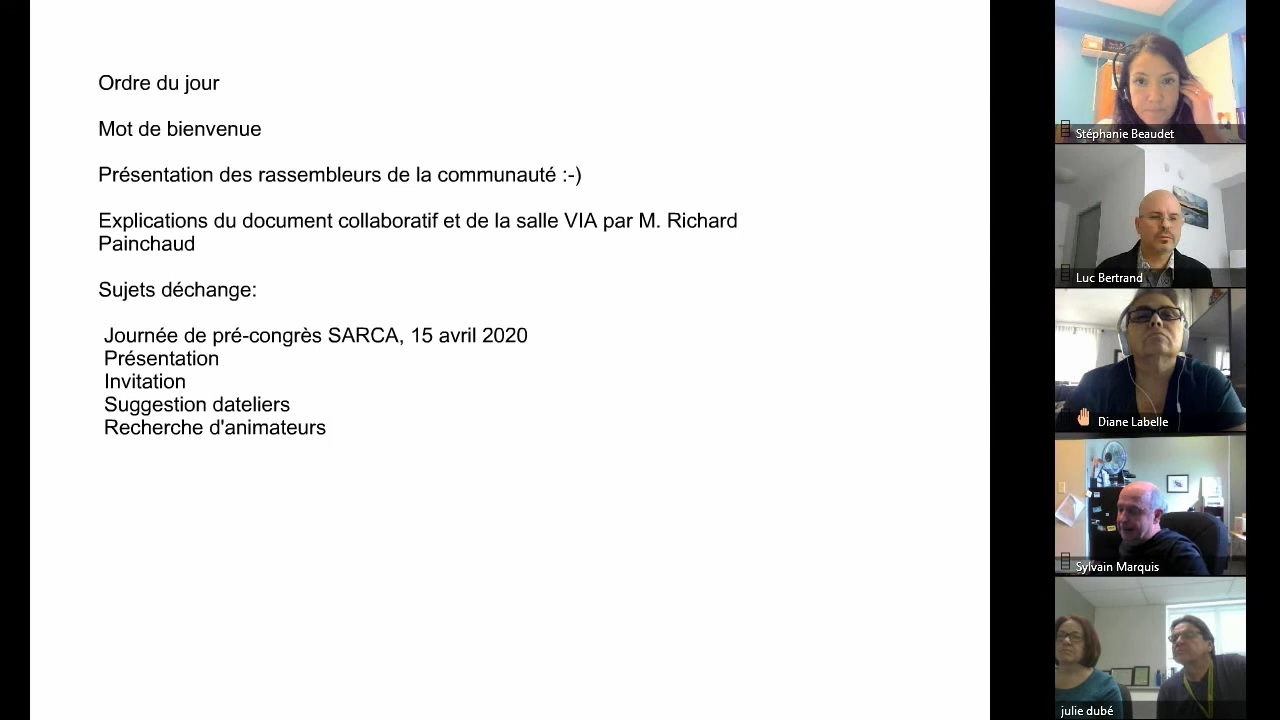 Ordre du jour
Mot de bienvenue
Présentation des rassembleurs de la communauté :-)
Explications du document collaboratif et de la salle VIA par M. Richard
Painchaud
Sujets déchange:
Journée de pré-congrès SARCA, 15 avril 2020
Présentation
Invitation
Suggestion dateliers
Recherche d'animateurs
Stéphanie Beaudet
Luc Bertrand
Diane Labelle
Sylvain Marquis
julie dubé